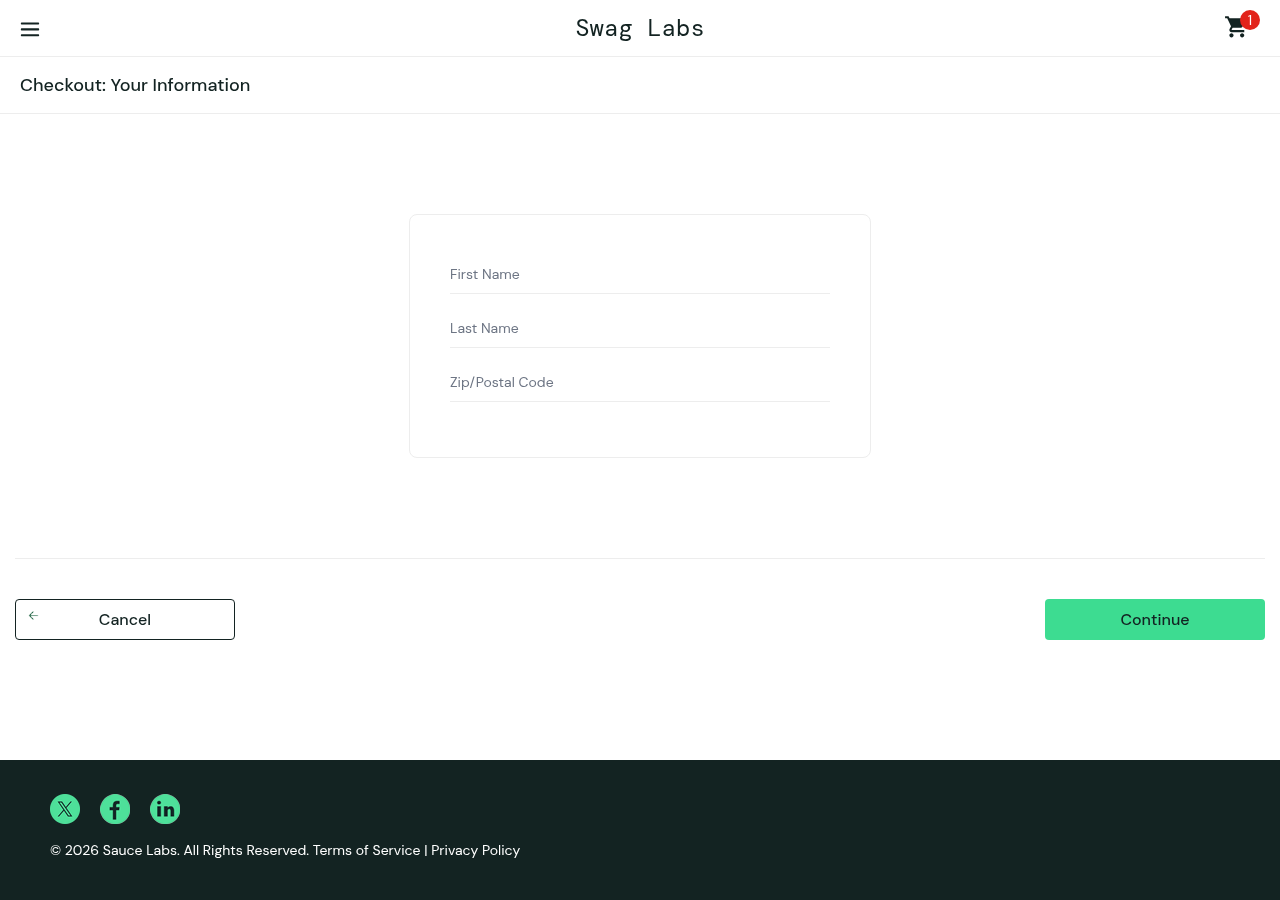 Swag Labs
1
Checkout: Your Information
First Name
Last Name
Zip/Postal Code
Cancel
Continue
© 2026 Sauce Labs. All Rights Reserved. Terms of Service | Privacy Policy